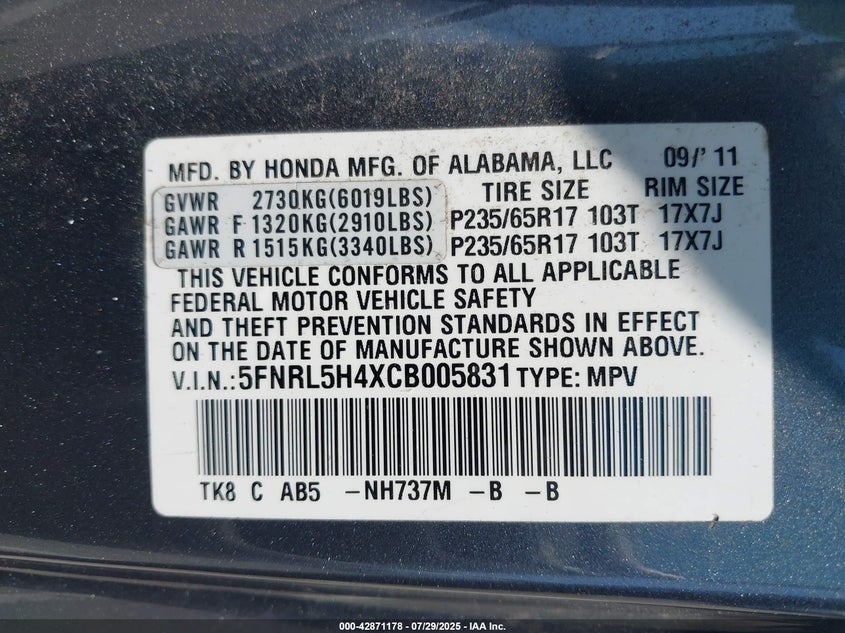 MFD. BY HONDA MFG. OF ALABAMA, LLC 09/' 11
GVWR 2730KG(6019LBS) TIRE SIZE RIM SIZE
GAWR F 1320KG(2910LBS) P235/65R17 103T 17X7J
GAWR R 1515KG(3340LBS) P235/65R17 103T 17X7J
THIS VEHICLE CONFORMS TO ALL APPLICABLE
FEDERAL MOTOR VEHICLE SAFETY
AND THEFT PREVENTION STANDARDS IN EFFECT
ON THE DATE OF MANUFACTURE SHOWN ABOVE.
V.I.N.:5FNRL5H4XCB005831 TYPE: MPV
TK8 C AB5 -NH737M -B -B
000-42871178 | 07/29/2025 - IAA Inc.